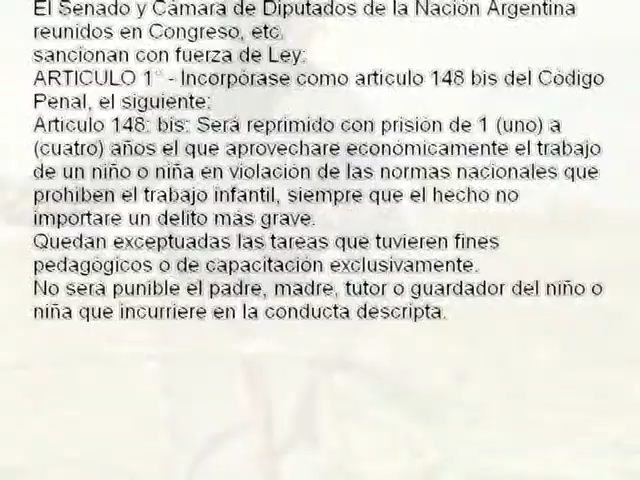 El Senado y Cámara de Diputados de la Nación Argentina
reunidos en Congreso, etc.
sancionan con fuerza de Ley:
ARTICULO 1° - Incorpórase como artículo 148 bis del Código
Penal, el siguiente:
Artículo 148: bis: Será reprimido con prisión de 1 (uno) a
(cuatro) años el que aprovechare económicamente el trabajo
de un niño o niña en violación de las normas nacionales que
prohíben el trabajo infantil, siempre que el hecho no
importare un delito más grave.
Quedan exceptuadas las tareas que tuvieren fines
pedagógicos o de capacitación exclusivamente.
No será punible el padre, madre, tutor o guardador del niño o
niña que incurriere en la conducta descripta.